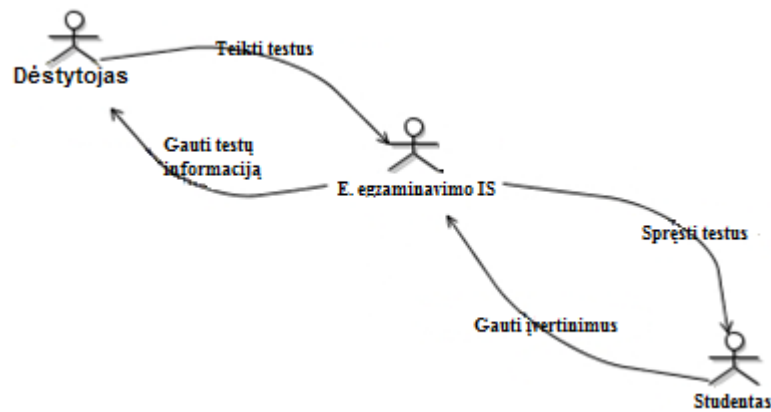 Teikti testus
Dėstytojas
Gauti testų
informaciją
E. egzaminavimo IS
Spręsti testus
Gauti įvertinimus
Studentas